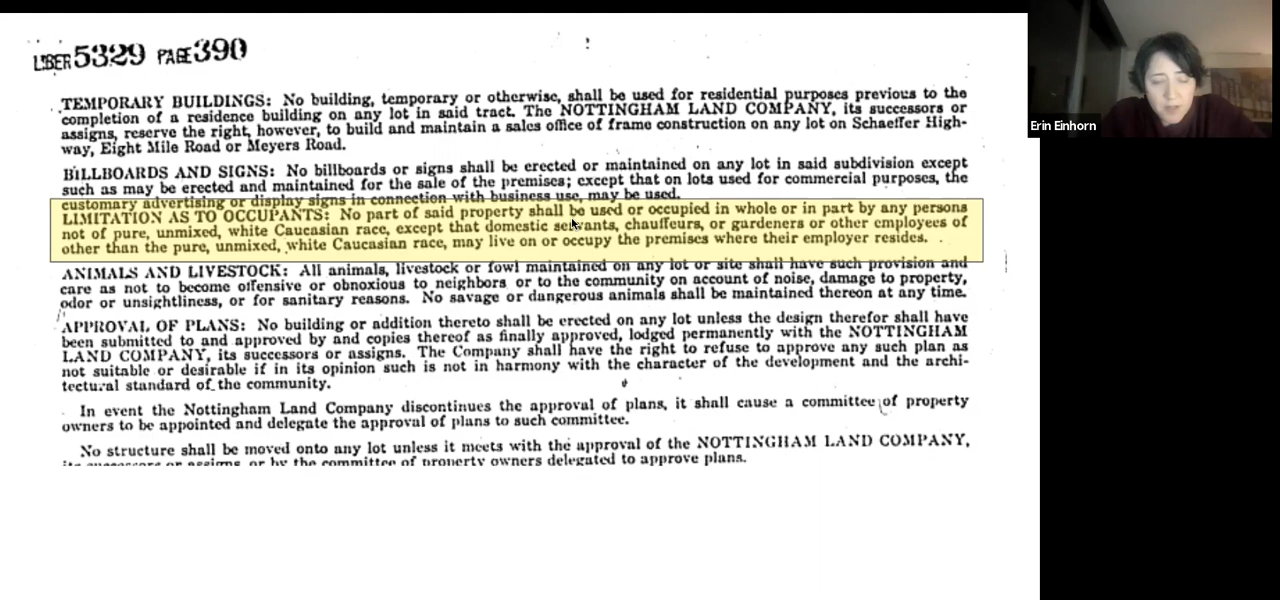 LIBER 5329 PAGE 390
TEMPORARY BUILDINGS: No building, temporary or otherwise, shall be used for residential purposes previous to the
completion of a residence building on any lot in said tract. The NOTTINGHAM LAND COMPANY, its successors or
assigns, reserve the right, however, to build and maintain a sales office of frame construction on any lot on Schaeffer High-
way, Eight Mile Road or Meyers Road.
BILLBOARDS AND SIGNS: No billboards or signs shall be erected or maintained on any lot in said subdivision except
such as may be erected and maintained for the sale of the premises; except that on lots used for commercial purposes, the
customary advertising or display signs in connection with business use, may be used.
LIMITATION AS TO OCCUPANTS: No part of said property shall be used or occupied in whole or in part by any persons
not of pure, unmixed, white Caucasian race, except that domestic servants, chauffeurs, or gardeners or other employees of
other than the pure, unmixed, white Caucasian race, may live on or occupy the premises where their employer resides.
ANIMALS AND LIVESTOCK: All animals, livestock or fowl maintained on any lot or site shall have such provision and
care as not to become offensive or obnoxious to neighbors or to the community on account of noise, damage to property,
odor or unsightliness, or for sanitary reasons. No savage or dangerous animals shall be maintained thereon at any time.
APPROVAL OF PLANS: No building or addition thereto shall be erected on any lot unless the design therefor shall have
been submitted to and approved by and copies thereof as finally approved, lodged permanently with the NOTTINGHAM
LAND COMPANY, its successors or assigns. The Company shall have the right to refuse to approve any such plan as
not suitable or desirable if in its opinion such is not in harmony with the character of the development and the archi-
tectural standard of the community.
In event the Nottingham Land Company discontinues the approval of plans, it shall cause a committee of property
owners to be appointed and delegate the approval of plans to such committee.
No structure shall be moved onto any lot unless it meets with the approval of the NOTTINGHAM LAND COMPANY,
its successors or assigns, or by the committee of property owners delegated to approve plans.
Erin Einhorn